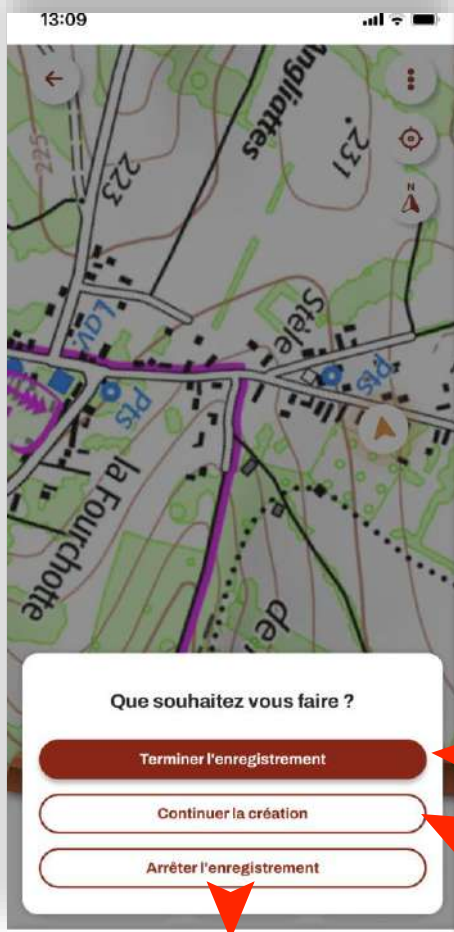 13:09
Angliattes
231
N
225
223
Lav.
Stèle
Pts
Pts
la Fourchotte
de
Que souhaitez vous faire ?
Terminer l'enregistrement
Continuer la création
Arrêter l'enregistrement